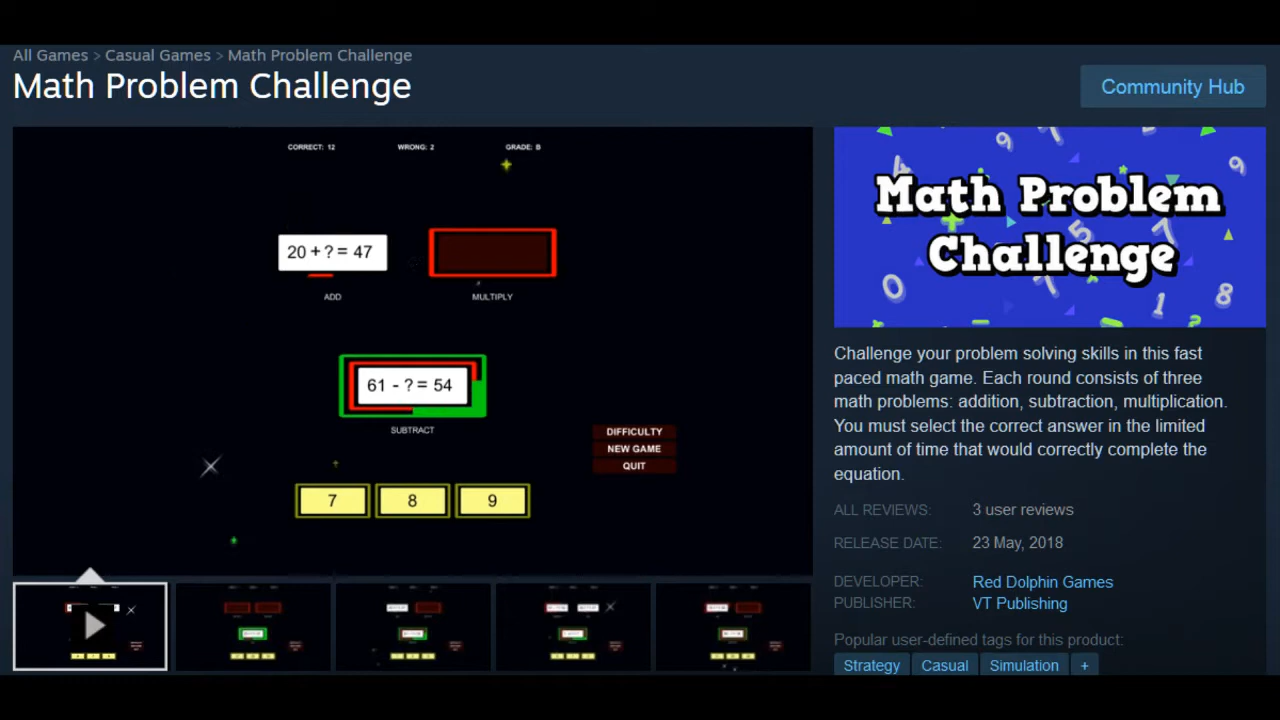 All Games > Casual Games > Math Problem Challenge
Math Problem Challenge
Community Hub
CORRECT: 12 WRONG: 2 GRADE: B
20 + ? = 47
ADD
MULTIPLY
61 - ? = 54
SUBTRACT
DIFFICULTY
NEW GAME
QUIT
7 8 9
Math Problem
Challenge
Challenge your problem solving skills in this fast
paced math game. Each round consists of three
math problems: addition, subtraction, multiplication.
You must select the correct answer in the limited
amount of time that would correctly complete the
equation.
ALL REVIEWS: 3 user reviews
RELEASE DATE: 23 May, 2018
DEVELOPER: Red Dolphin Games
PUBLISHER: VT Publishing
Popular user-defined tags for this product:
Strategy Casual Simulation +